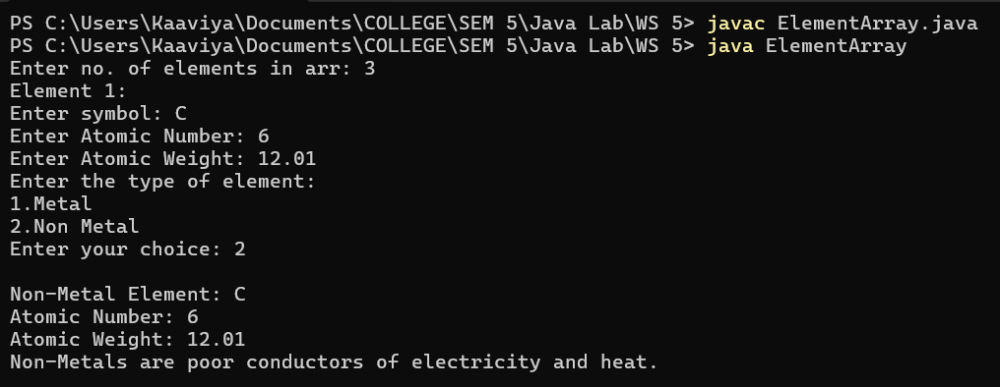 PS C:\Users\Kaaviya\Documents\COLLEGE\SEM 5\Java Lab\WS 5> javac ElementArray.java
PS C:\Users\Kaaviya\Documents\COLLEGE\SEM 5\Java Lab\WS 5> java ElementArray
Enter no. of elements in arr: 3
Element 1:
Enter symbol: C
Enter Atomic Number: 6
Enter Atomic Weight: 12.01
Enter the type of element:
1.Metal
2.Non Metal
Enter your choice: 2

Non-Metal Element: C
Atomic Number: 6
Atomic Weight: 12.01
Non-Metals are poor conductors of electricity and heat.